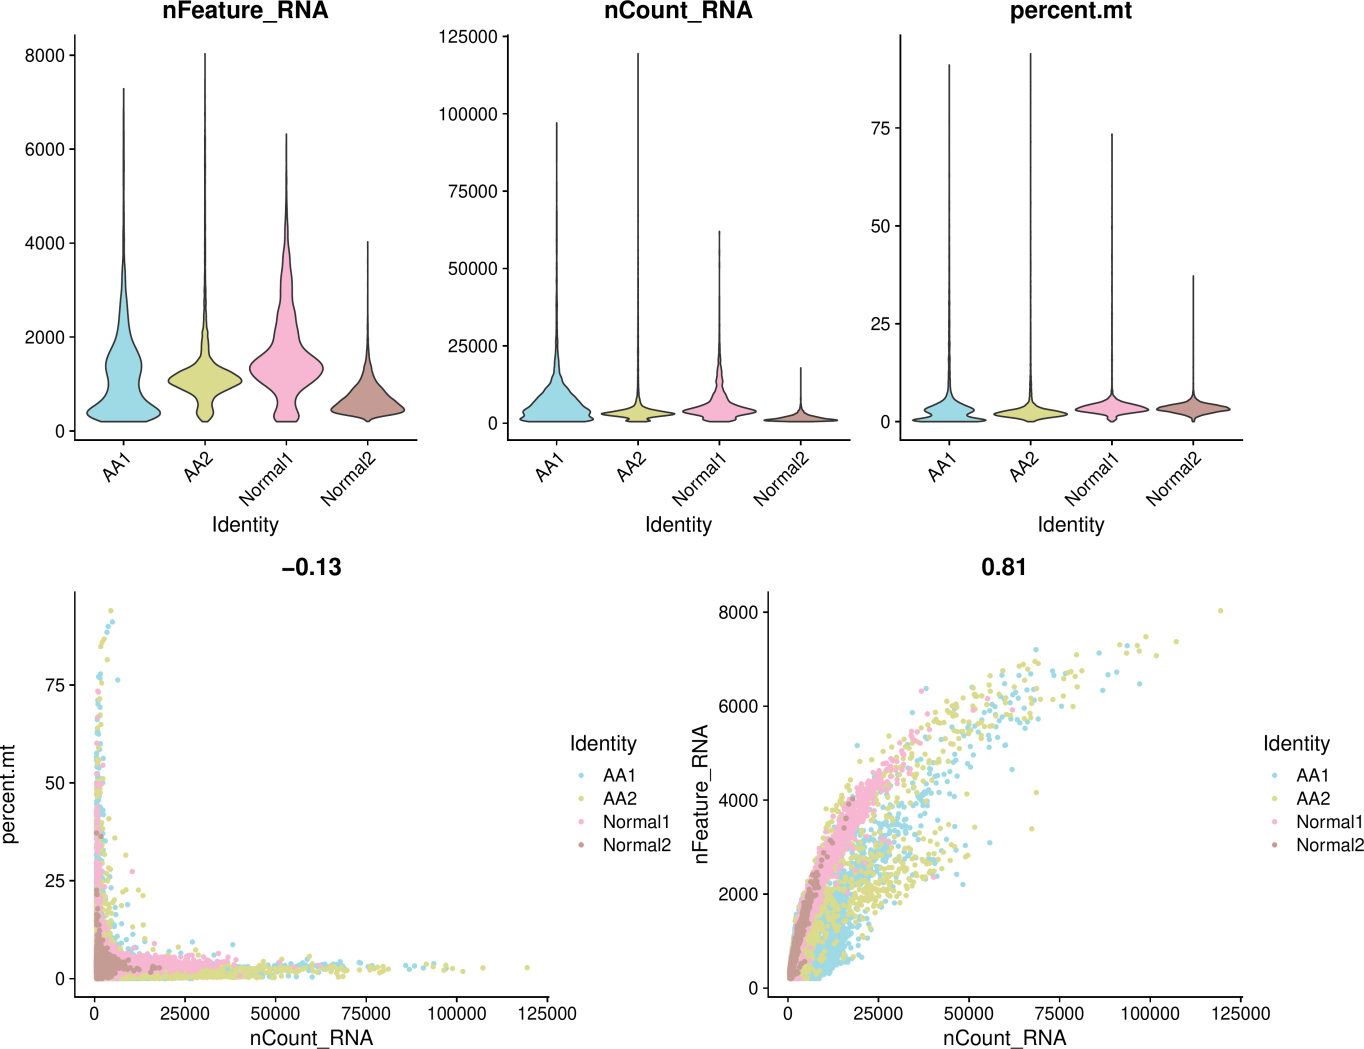 nFeature_RNA
8000
6000
4000
2000
0
AA1
AA2
Normal1
Normal2
Identity
nCount_RNA
125000
100000
75000
50000
25000
0
AA1
AA2
Normal1
Normal2
Identity
percent.mt
75
50
25
0
AA1
AA2
Normal1
Normal2
Identity
−0.13
percent.mt
75
50
25
0
0
25000
50000
75000
100000
125000
nCount_RNA
Identity
AA1
AA2
Normal1
Normal2
0.81
nFeature_RNA
8000
6000
4000
2000
0
0
25000
50000
75000
100000
125000
nCount_RNA
Identity
AA1
AA2
Normal1
Normal2